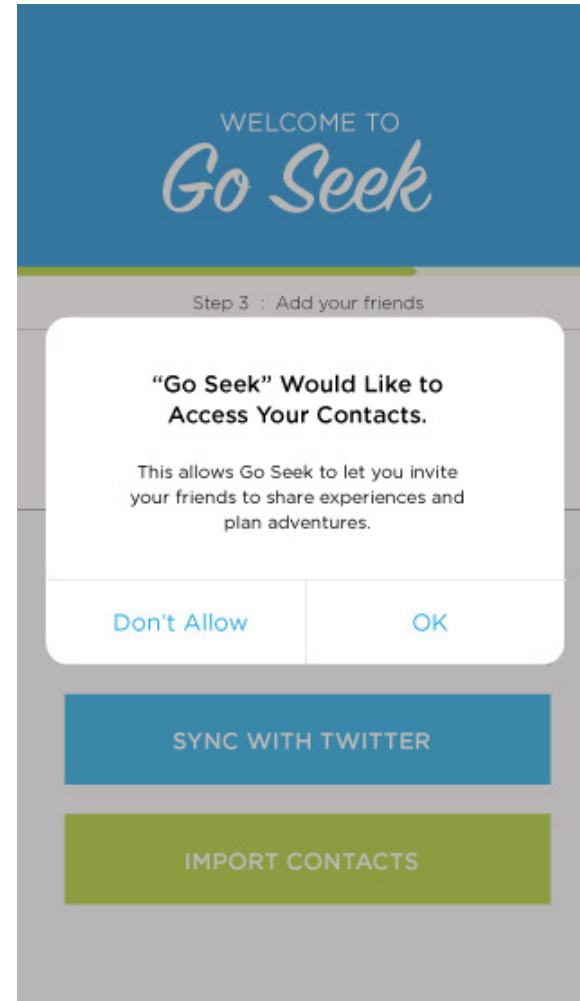 WELCOME TO
Go Seek
Step 3 : Add your friends
“Go Seek” Would Like to
Access Your Contacts.
This allows Go Seek to let you invite
your friends to share experiences and
plan adventures.
Don't Allow
OK
SYNC WITH TWITTER
IMPORT CONTACTS